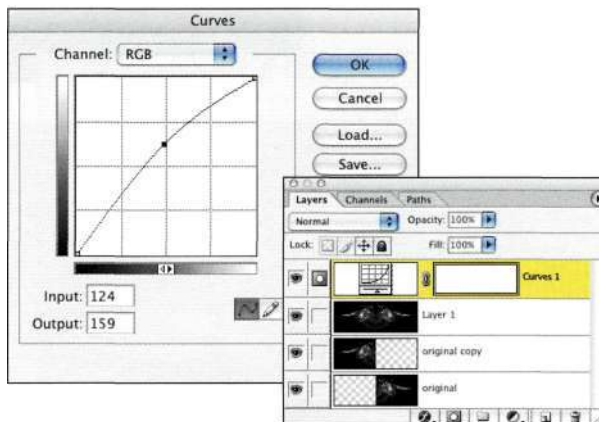 Curves
Channel: RGB
OK
Cancel
Load...
Save...
Input: 124
Output: 159
Layers Channels Paths
Normal Opacity: 100%
Lock: Fill: 100%
Curves 1
Layer 1
original copy
original